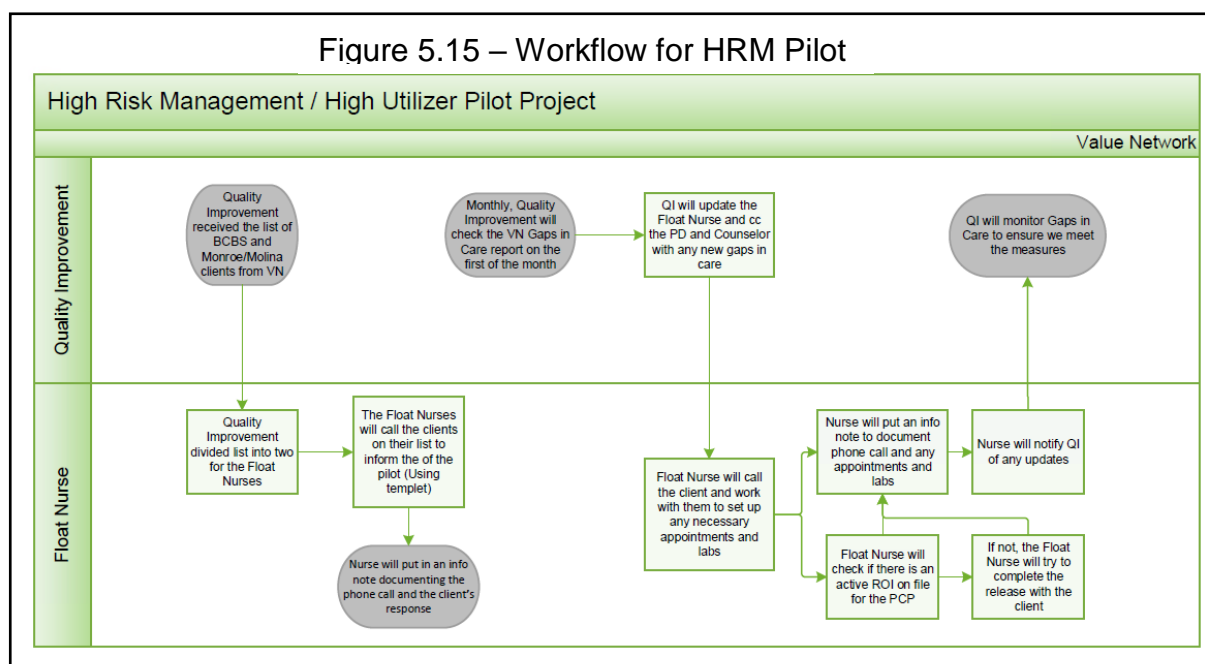 Figure 5.15 – Workflow for HRM Pilot
High Risk Management / High Utilizer Pilot Project
Value Network
Quality Improvement
Quality
Improvement
received the list of
BCBS and
Monroe/Molina
clients from VN
Monthly, Quality
Improvement will
check the VN Gaps in
Care report on the
first of the month
QI will update the
Float Nurse and cc
the PD and Counselor
with any new gaps in
care
QI will monitor Gaps in
Care to ensure we meet
the measures
Float Nurse
Quality
Improvement
divided list into two
for the Float
Nurses
The Float Nurses
will call the clients
on their list to
inform the of the
pilot (Using
templet)
Nurse will put in an info
note documenting the
phone call and the client's
response
Float Nurse will call
the client and work
with them to set up
any necessary
appointments and
labs
Nurse will put an info
note to document
phone call and any
appointments and
labs
Nurse will notify QI
of any updates
Float Nurse will
check if there is an
active ROI on file
for the PCP
If not, the Float
Nurse will try to
complete the
release with the
client